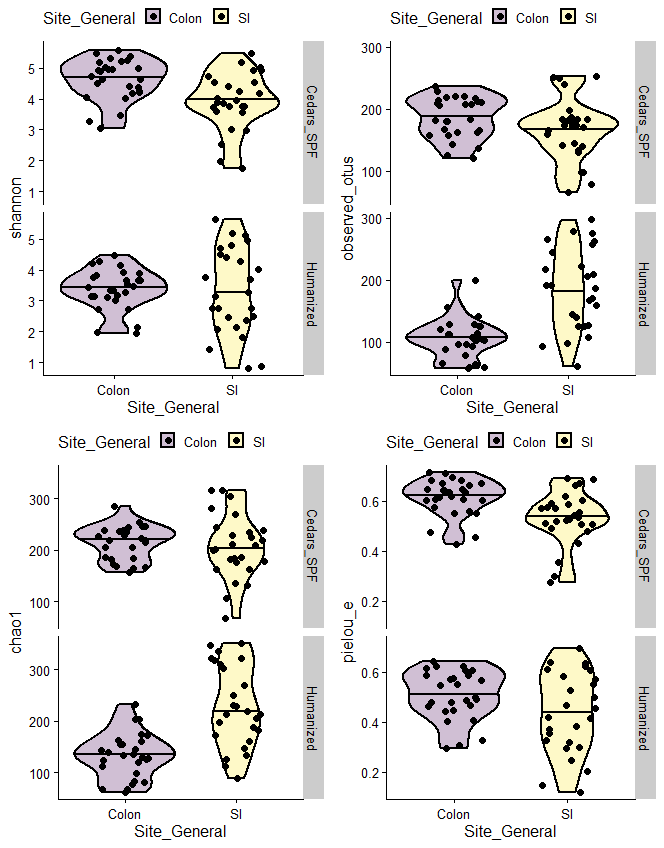 Site_General Colon SI
shannon
5
4
3
2
1
Cedars_SPF
5
4
3
2
1
Humanized
Colon SI
Site_General
Site_General Colon SI
observed_otus
300
200
100
Cedars_SPF
300
200
100
Humanized
Colon SI
Site_General
Site_General Colon SI
chao1
300
200
100
Cedars_SPF
300
200
100
Humanized
Colon SI
Site_General
Site_General Colon SI
pielou_e
0.6
0.4
0.2
Cedars_SPF
0.6
0.4
0.2
Humanized
Colon SI
Site_General